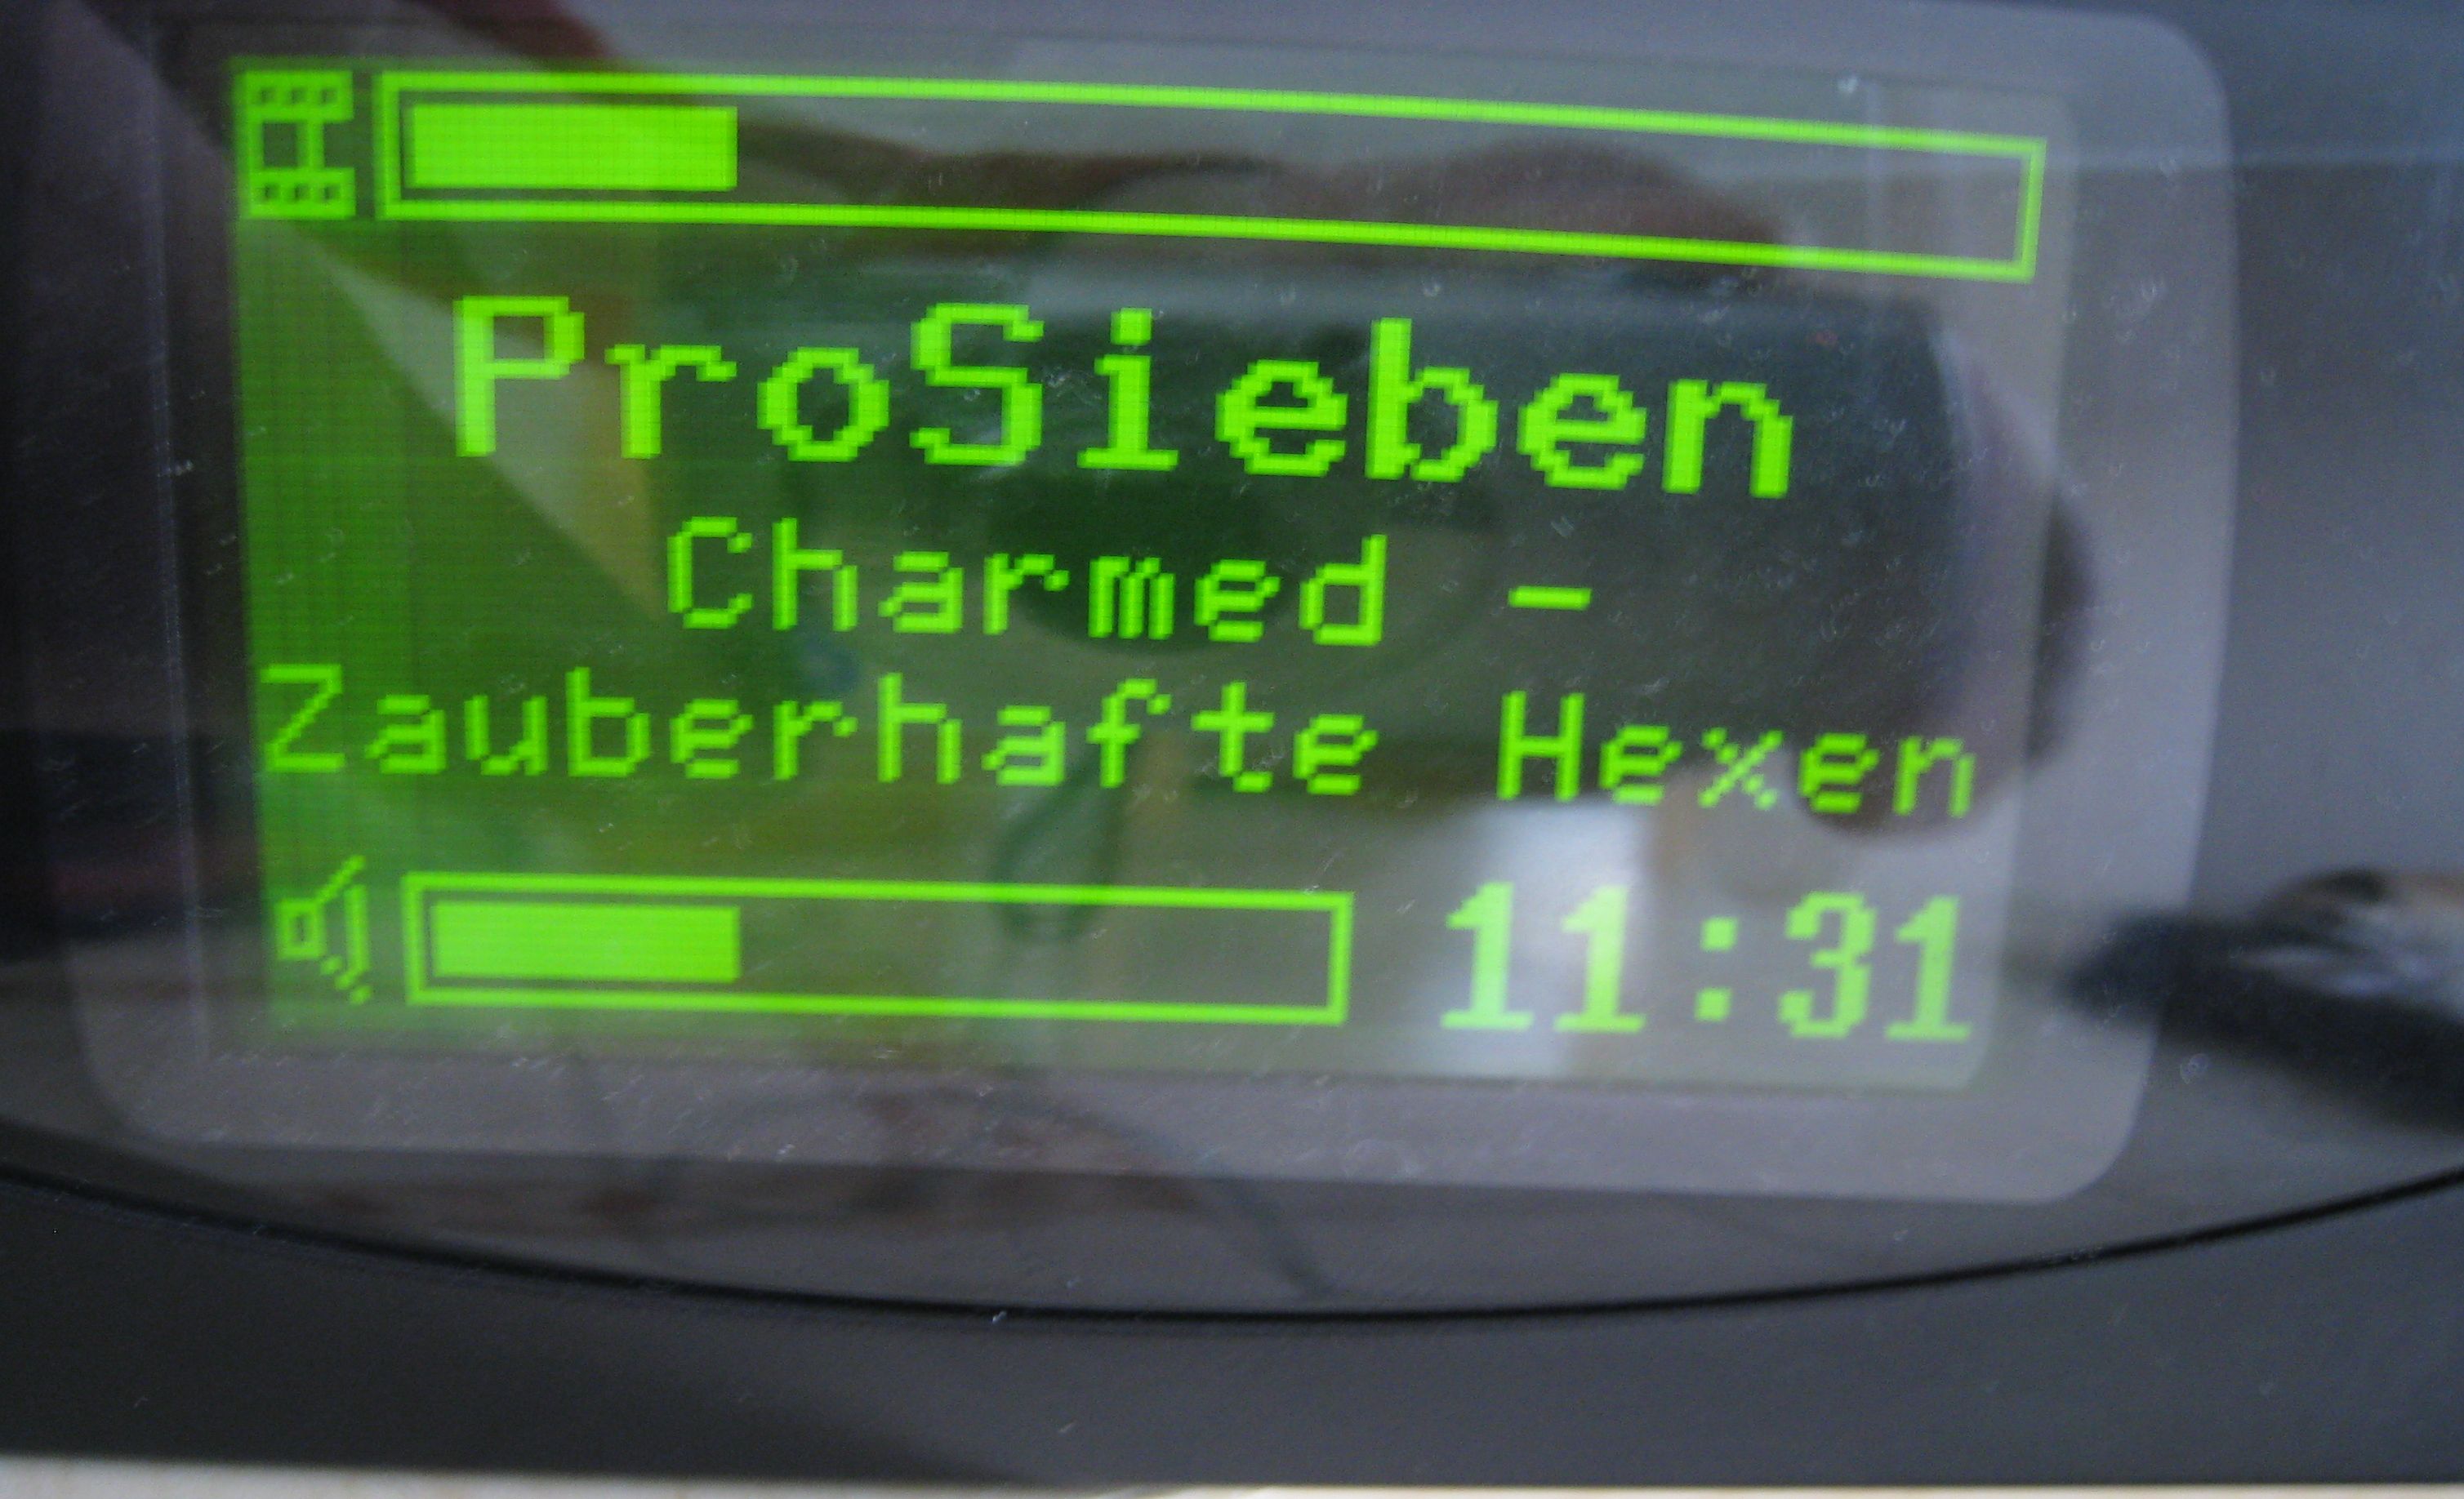 ProSieben
Charmed -
Zauberhafte Hexen
11:31